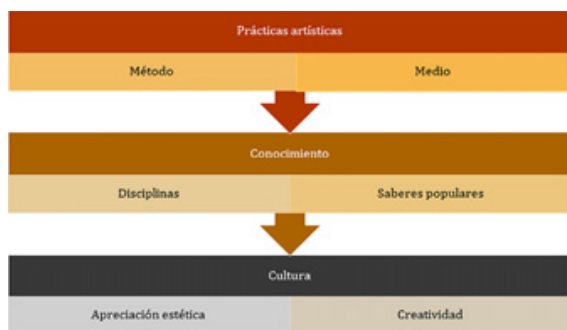 Prácticas artísticas
Método Medio
Conocimiento
Disciplinas Saberes populares
Cultura
Apreciación estética Creatividad